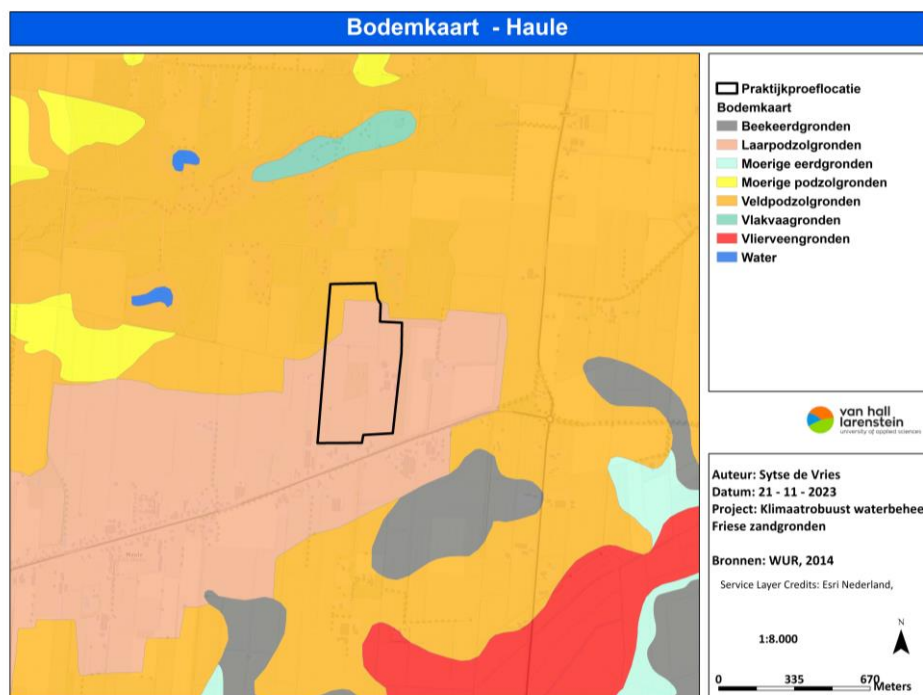 Bodemkaart - Haule
Praktijkproeflocatie
Bodemkaart
Beekeerdgronden
Laarpodzolgronden
Moerige eerdgronden
Moerige podzolgronden
Veldpodzolgronden
Vlakvaagronden
Vlierveengronden
Water
van hall
larenstein
university of applied sciences
Auteur: Sytse de Vries
Datum: 21 - 11 - 2023
Project: Klimaatrobuust waterbehee
Friese zandgronden
Bronnen: WUR, 2014
Service Layer Credits: Esri Nederland,
N
1:8.000
0 335 670
Meters